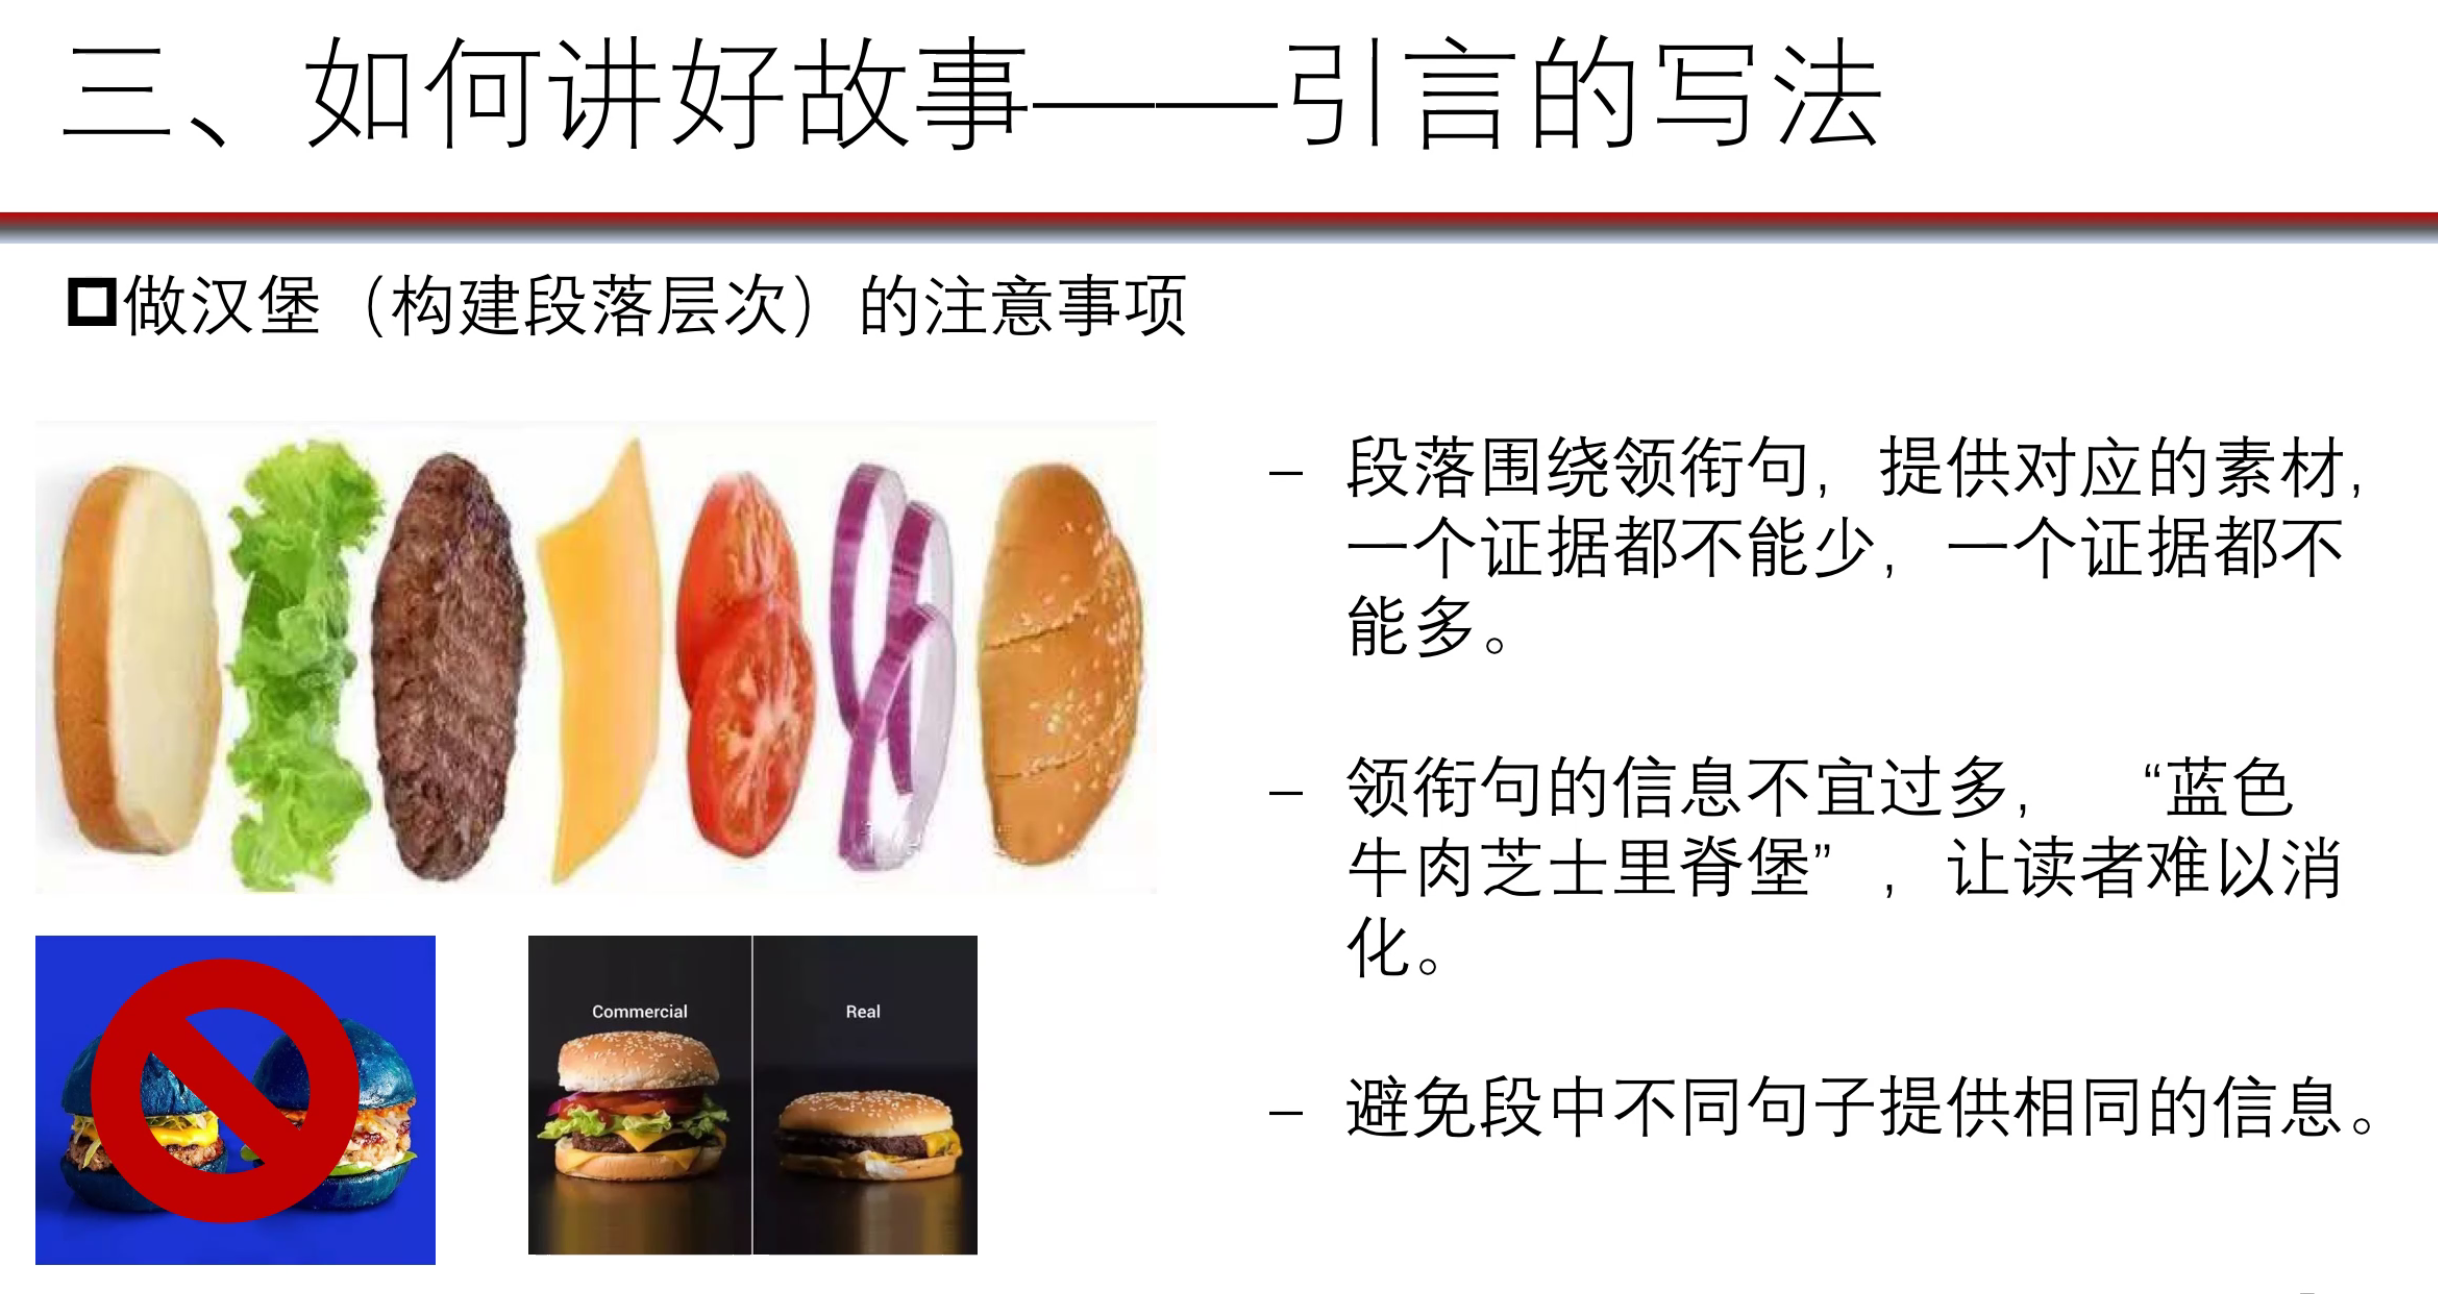 三、如何讲好故事——引言的写法
做汉堡（构建段落层次）的注意事项
– 段落围绕领衔句，提供对应的素材，
一个证据都不能少，一个证据都不
能多。
– 领衔句的信息不宜过多， “蓝色
牛肉芝士里脊堡”，让读者难以消
化。
– 避免段中不同句子提供相同的信息。
Commercial
Real